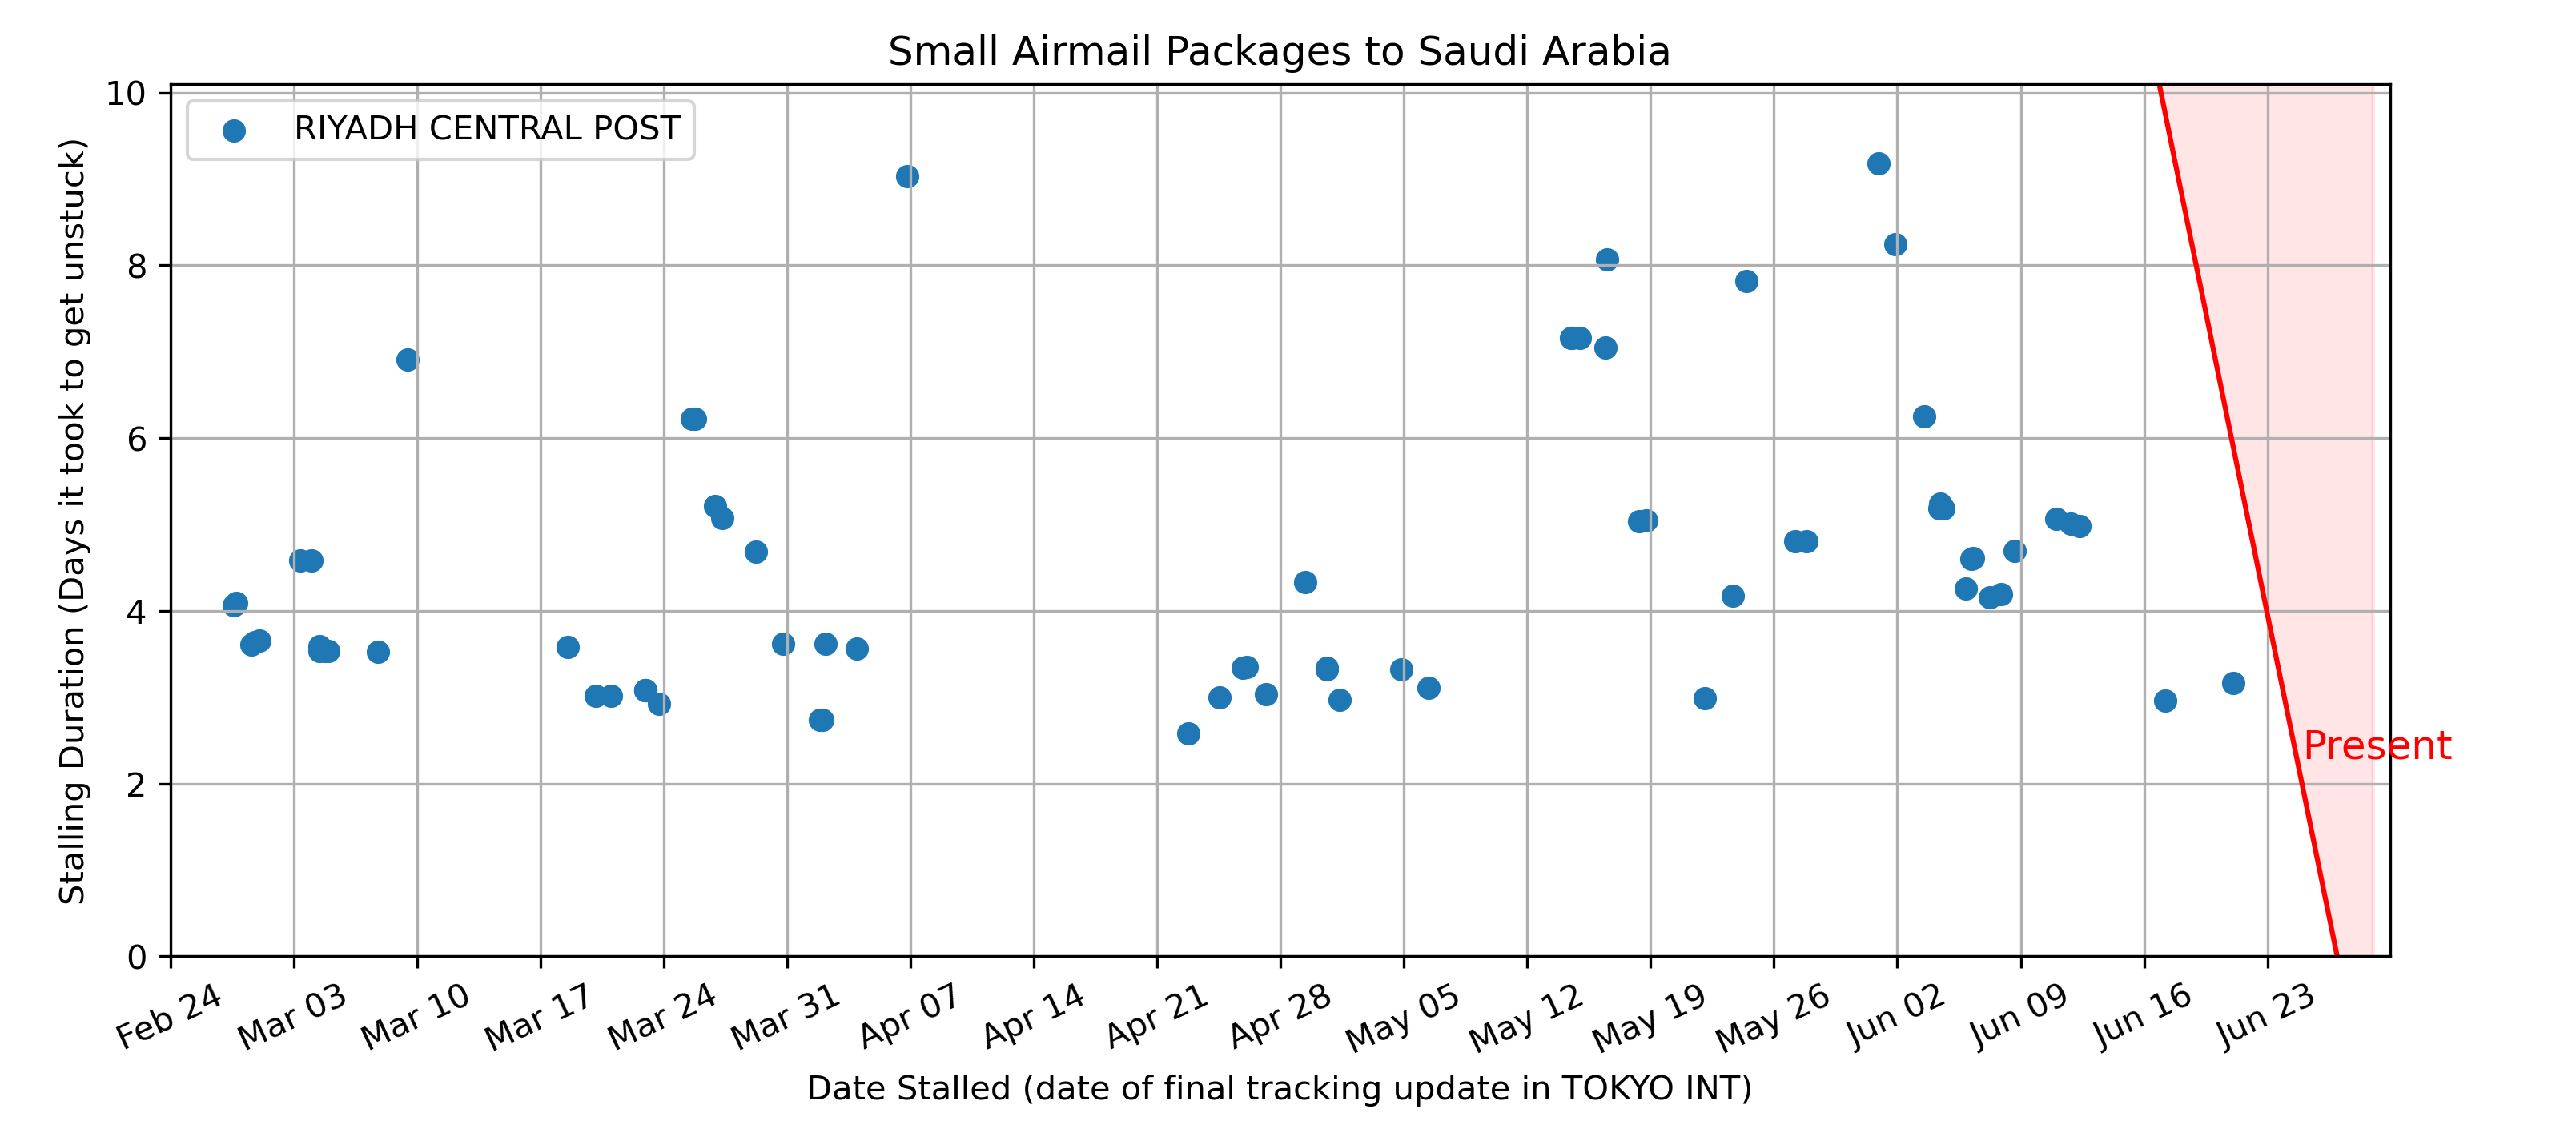 Small Airmail Packages to Saudi Arabia
RIYADH CENTRAL POST
Stalling Duration (Days it took to get unstuck)
10
8
6
4
2
0
Present
Feb 24
Mar 03
Mar 10
Mar 17
Mar 24
Mar 31
Apr 07
Apr 14
Apr 21
Apr 28
May 05
May 12
May 19
May 26
Jun 02
Jun 09
Jun 16
Jun 23
Date Stalled (date of final tracking update in TOKYO INT)